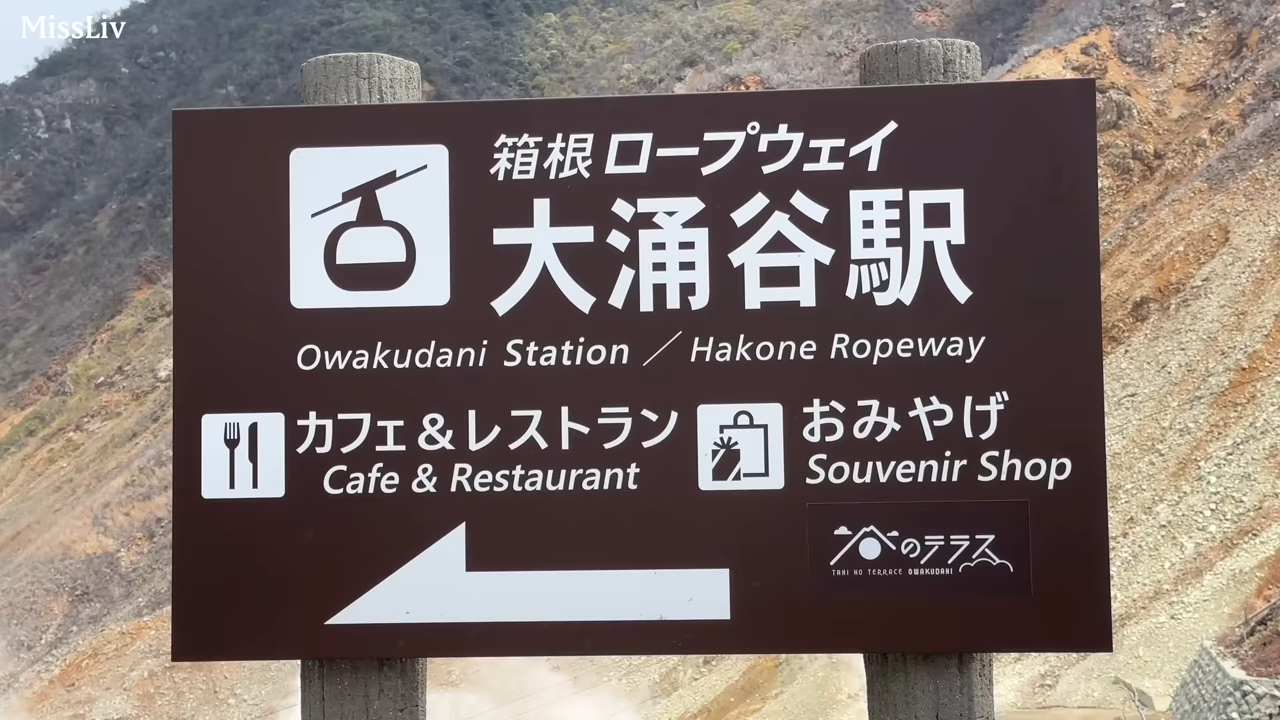 MissLiv
箱根ロープウェイ
大涌谷駅
Owakudani Station / Hakone Ropeway
カフェ&レストラン
Cafe & Restaurant
おみやげ
Souvenir Shop
谷のテラス
TANI NO TERRACE OWAKUDANI